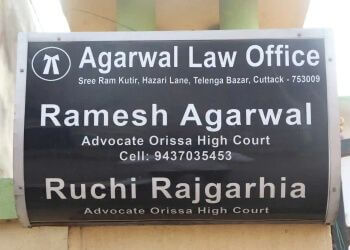 Agarwal Law Office
Sree Ram Kutir, Hazari Lane, Telenga Bazar, Cuttack - 753009
Ramesh Agarwal
Advocate Orissa High Court
Cell: 9437035453
Ruchi Rajgarhia
Advocate Orissa High Court